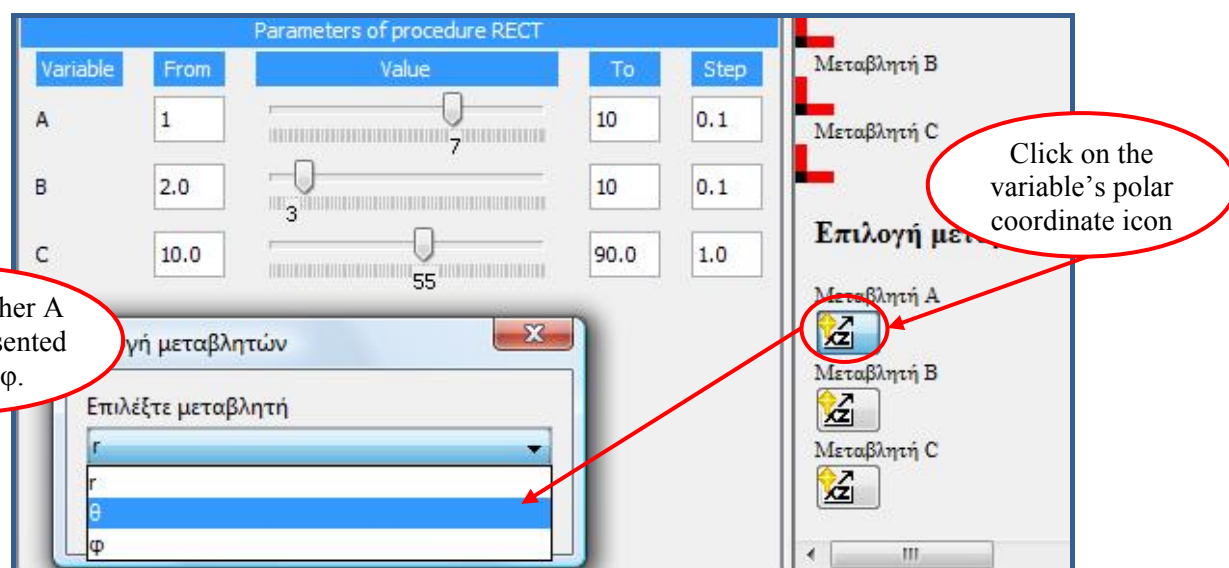 Parameters of procedure RECT
Variable From Value To Step
A 1 7 10 0.1
B 2.0 3 10 0.1
C 10.0 55 90.0 1.0
Μεταβλητή B
Μεταβλητή C
Click on the
variable's polar
coordinate icon
Επιλογή
Μεταβλητή A
Μεταβλητή B
Μεταβλητή C
her A
sented
φ.
γή μεταβλητών
Επιλέξτε μεταβλητή
r
r
θ
φ